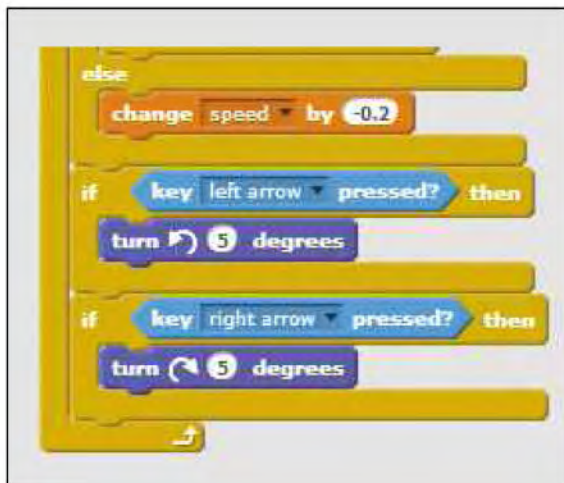 else
change speed by -0.2
if key left arrow pressed? then
turn 5 degrees
if key right arrow pressed? then
turn 5 degrees